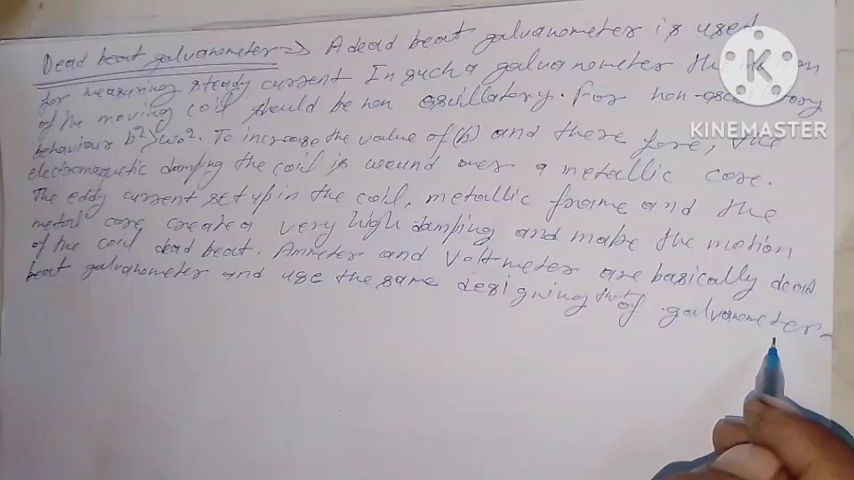 Dead beat galvanometer => A dead beat galvanometer is used
for measuring steady current In such a galvanometer the
of the moving coil should be non oscillatory. For non-
behaviour b²>ω₀². To increase the value of (b) and there fore, the
electromagnetic damping the coil is wound over a metallic core.
The eddy current set up in the coil, metallic frame and the
metal core create a very high damping and make the motion
of the coil dead beat. Ammeter and Voltmeter are basically dead
beat galvanometer and use the same designing that of galvanometer.
KINEMASTER